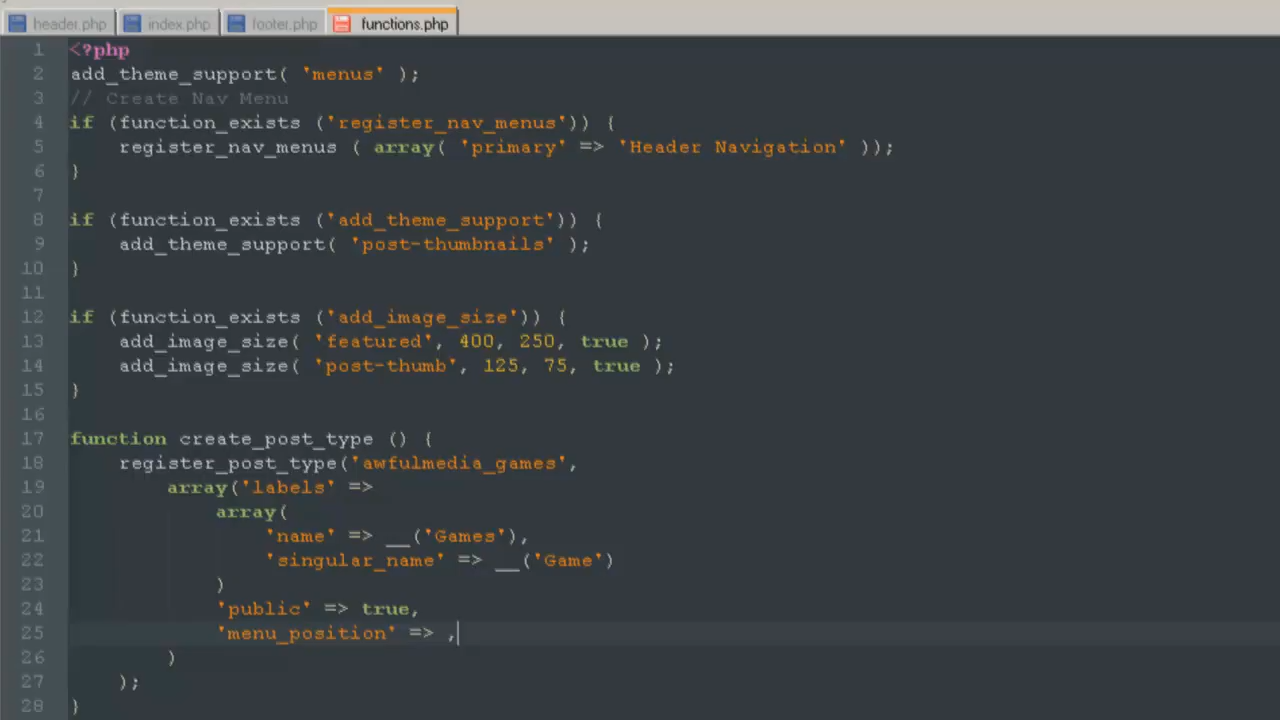 header.php index.php footer.php functions.php
1 <?php
2 add_theme_support( 'menus' );
3 // Create Nav Menu
4 if (function_exists ('register_nav_menus')) {
5 register_nav_menus ( array( 'primary' => 'Header Navigation' ));
6 }
7
8 if (function_exists ('add_theme_support')) {
9 add_theme_support( 'post-thumbnails' );
10 }
11
12 if (function_exists ('add_image_size')) {
13 add_image_size( 'featured', 400, 250, true );
14 add_image_size( 'post-thumb', 125, 75, true );
15 }
16
17 function create_post_type () {
18 register_post_type('awfulmedia_games',
19 array('labels' =>
20 array(
21 'name' => __('Games'),
22 'singular_name' => __('Game')
23 )
24 'public' => true,
25 'menu_position' => ,
26 )
27 );
28 }